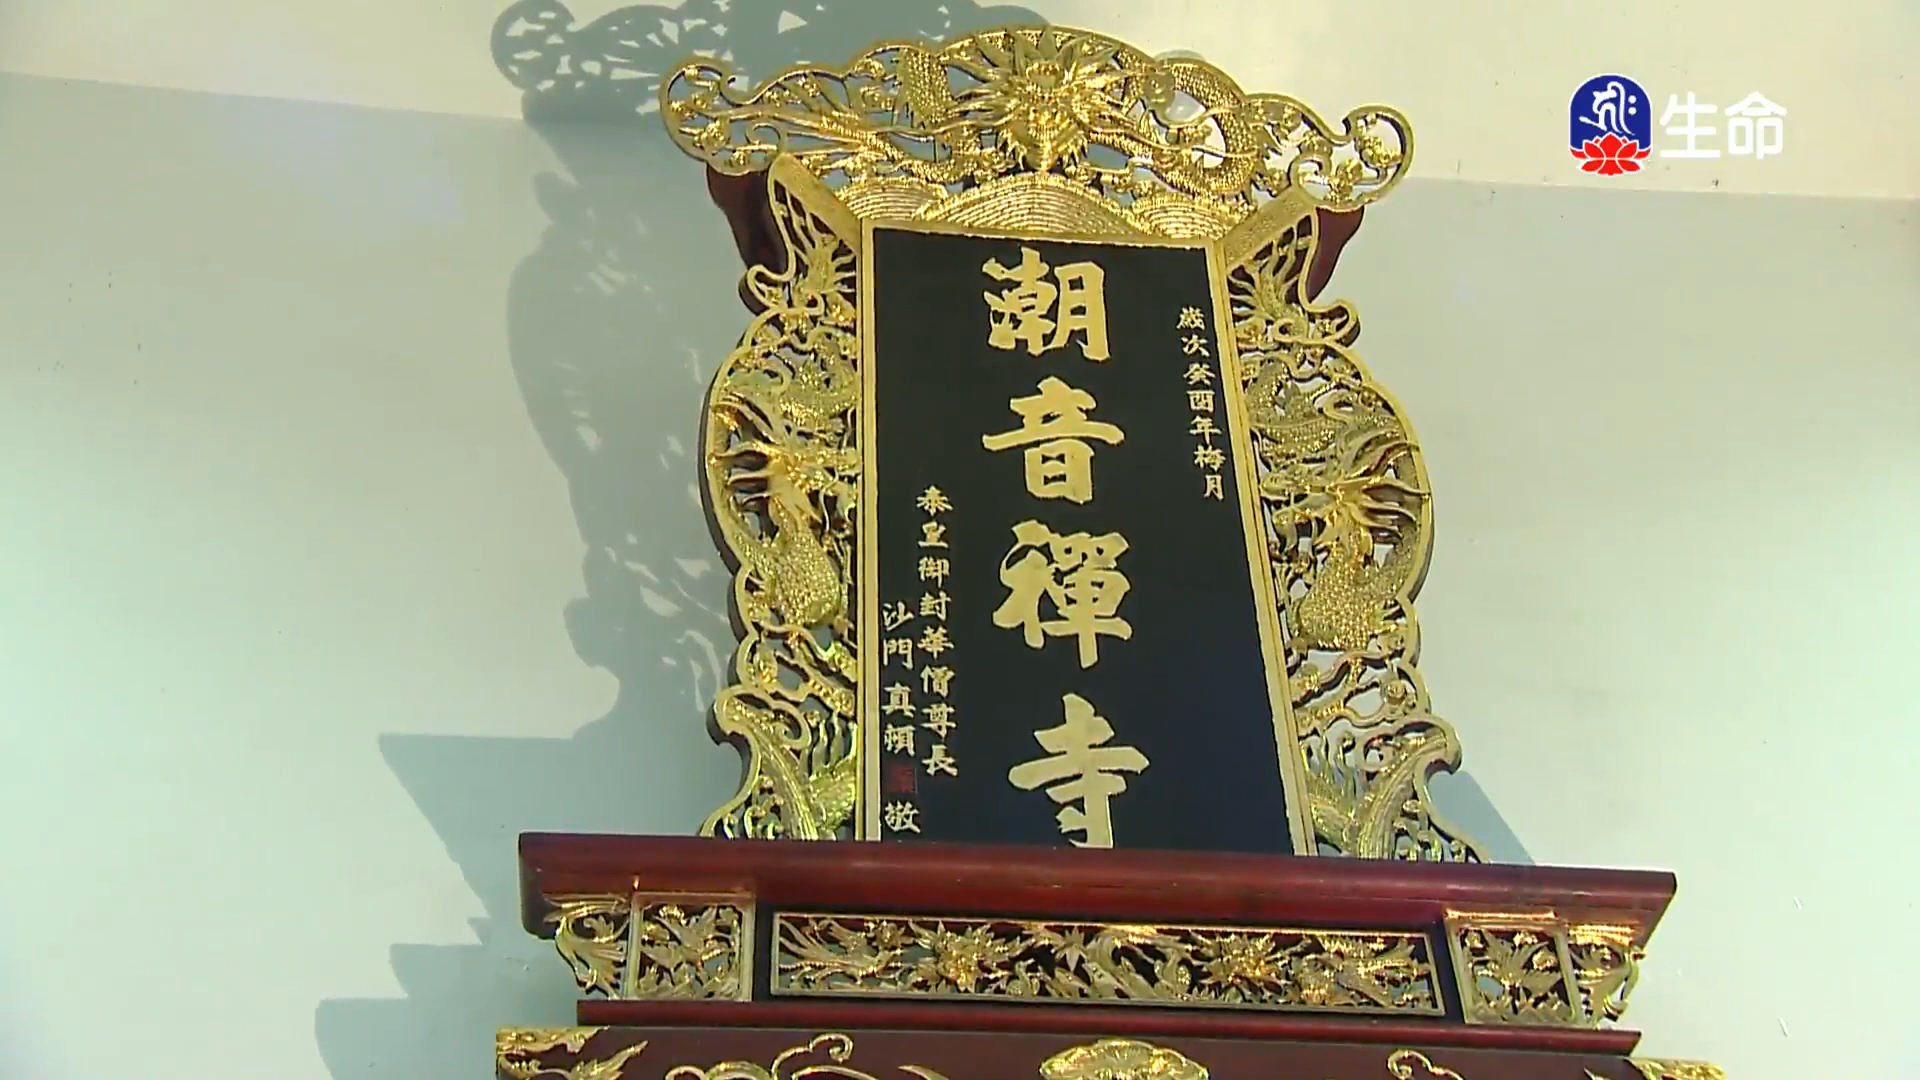 生命
歲次癸酉年梅月
潮音禪寺
泰皇御封華僧尊長
沙門真頓
敬